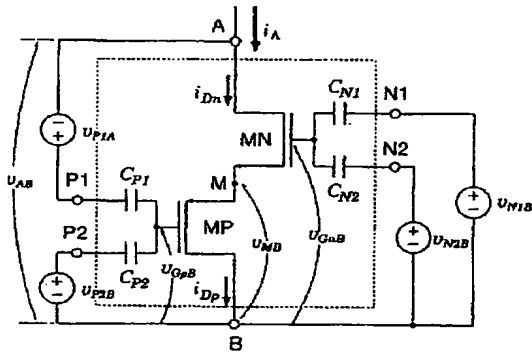 A
i_A
i_Dn
C_N1
N1
MN
N2
v_P1A
C_P1
P1
M
C_N2
v_AB
MP
v_N1B
P2
v_MB
v_GnB
v_N2B
C_P2
v_GpB
v_P2B
i_Dp
B